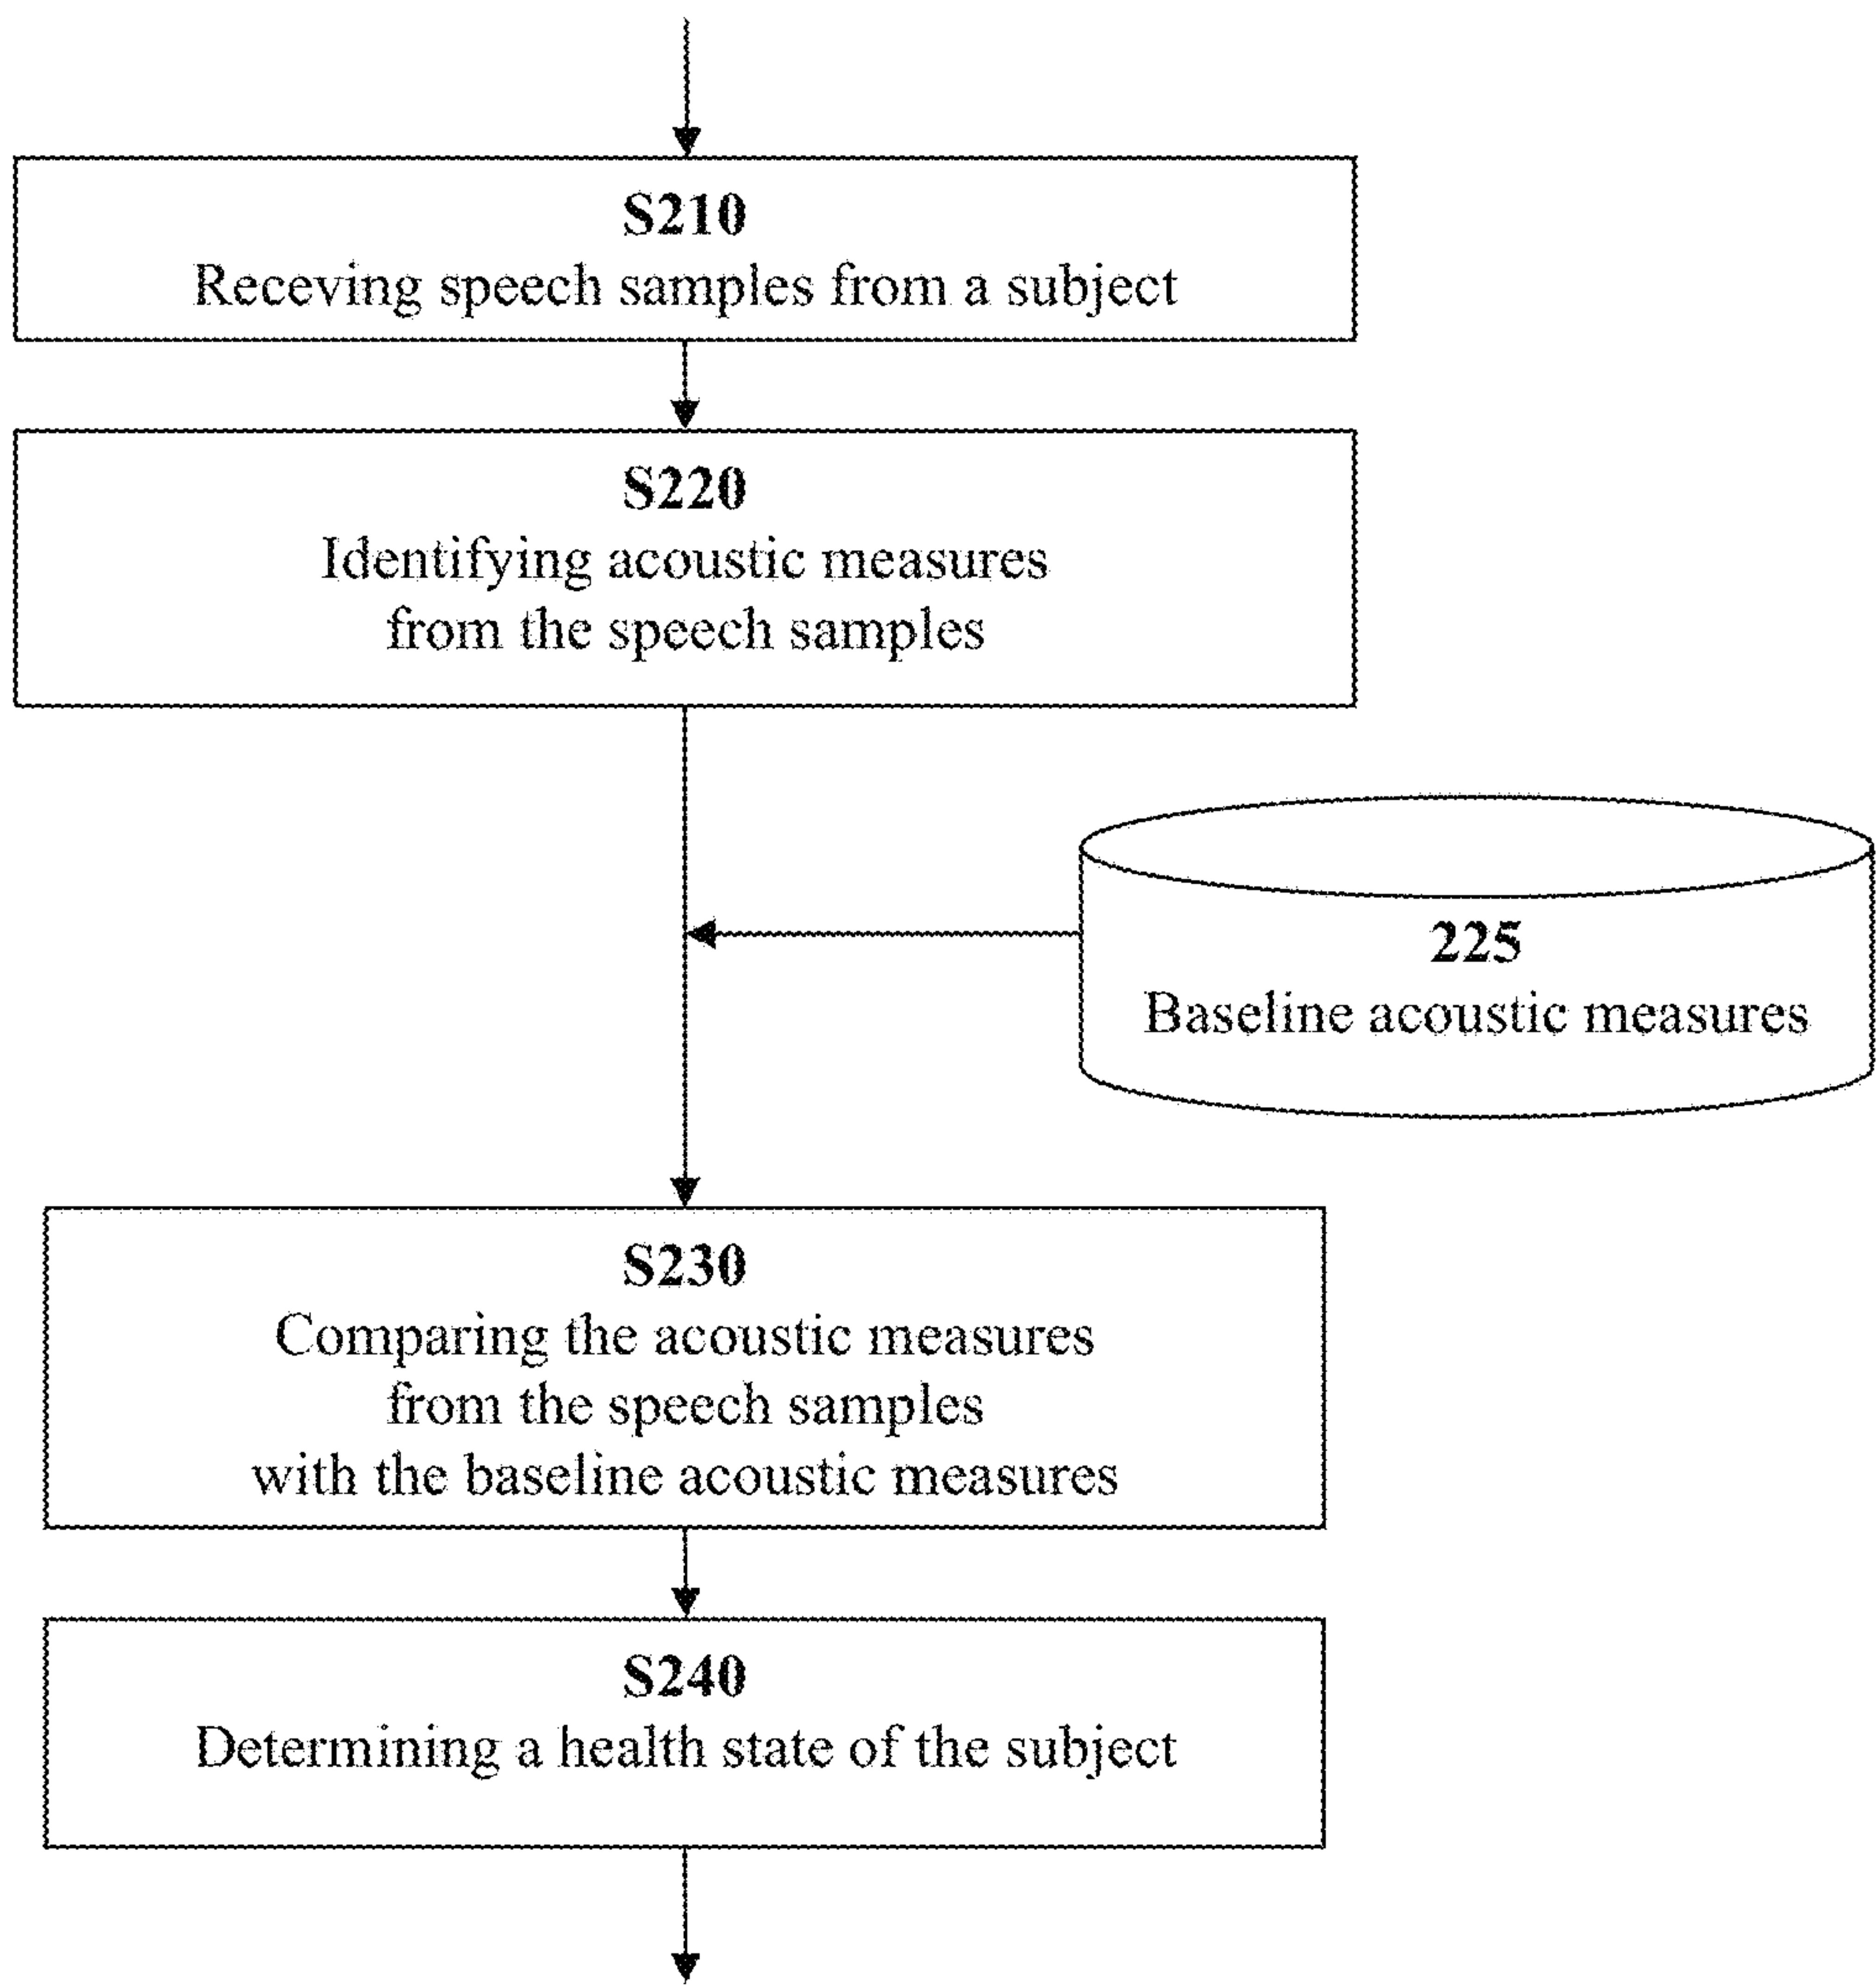 S210
Receving speech samples from a subject
S220
Identifying acoustic measures
from the speech samples
225
Baseline acoustic measures
S230
Comparing the acoustic measures
from the speech samples
with the baseline acoustic measures
S240
Determining a health state of the subject